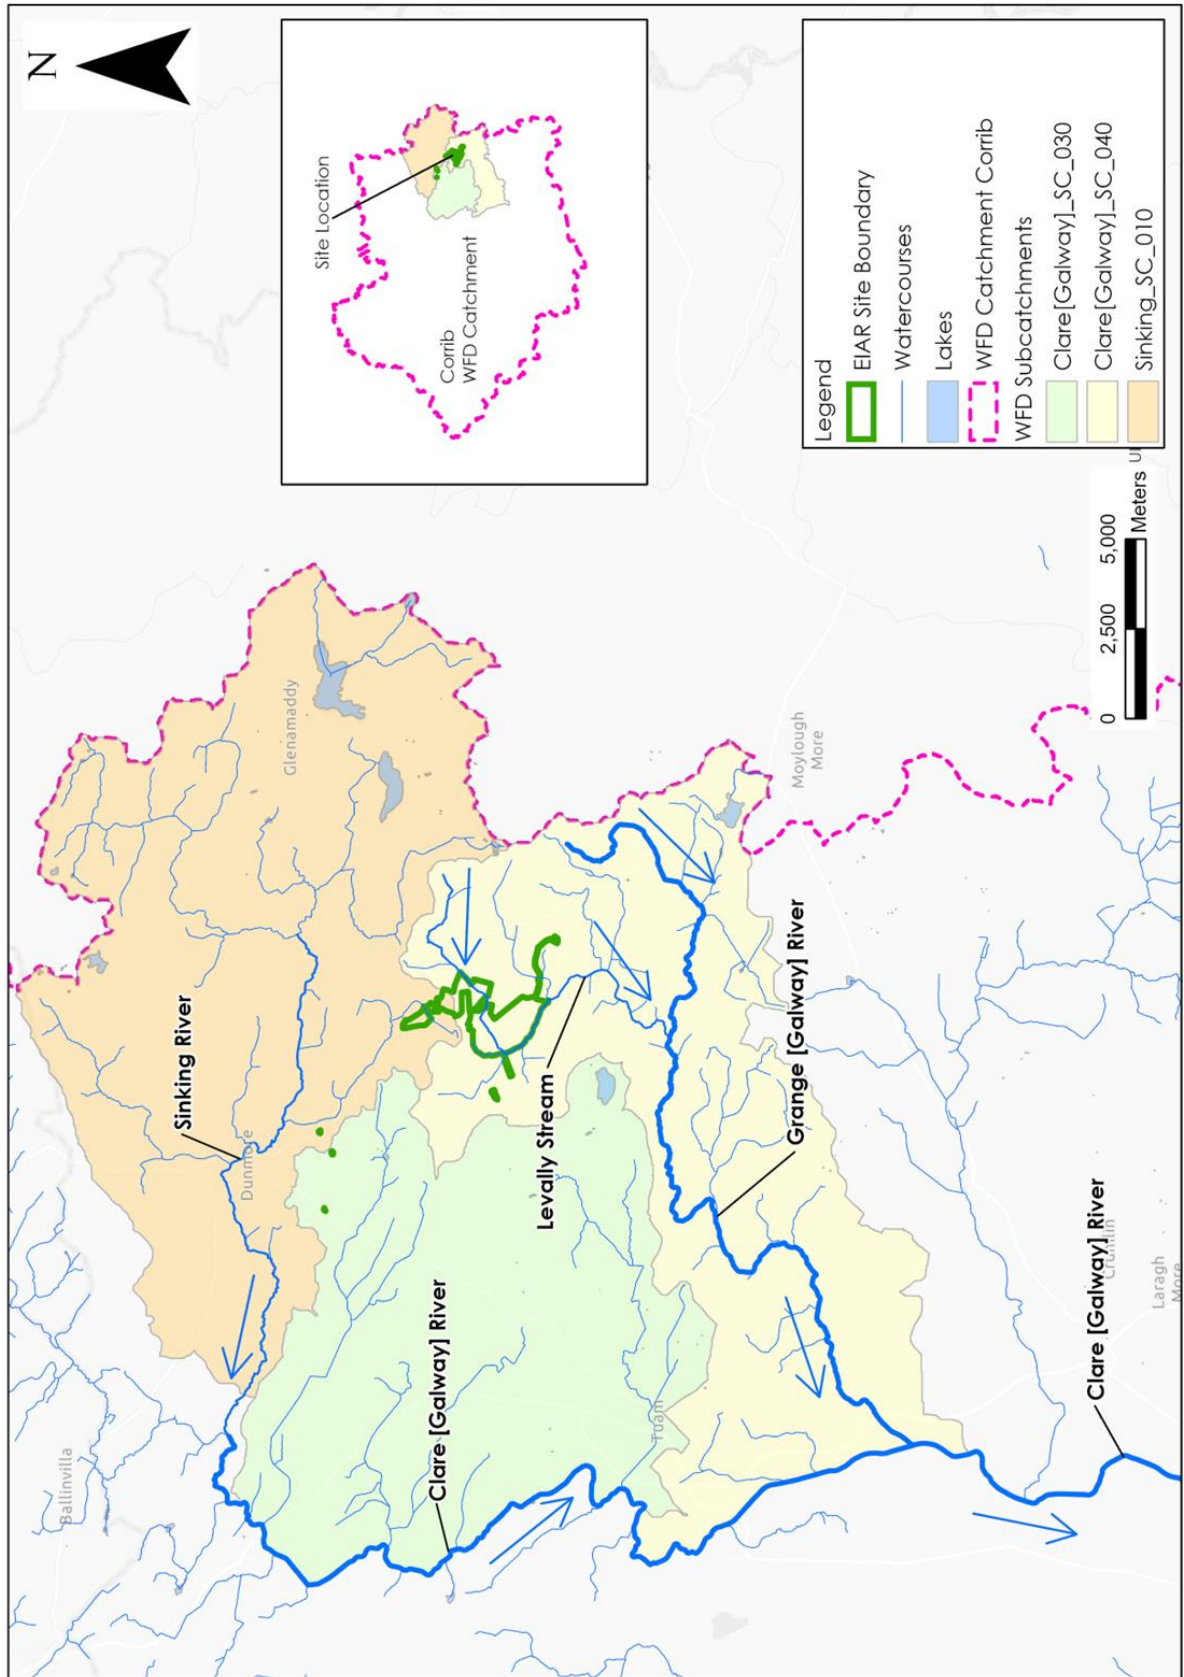 N
Site Location
Corrib
WFD Catchment
Legend
EIAR Site Boundary
Watercourses
Lakes
WFD Catchment Corrib
WFD Subcatchments
Clare[Galway]_SC_030
Clare[Galway]_SC_040
Sinking_SC_010
0
2,500
5,000
Meters
Ballinvilla
Dunmore
Glenamaddy
Sinking River
Clare [Galway] River
Levally Stream
Tuam
Grange [Galway] River
Moylough
More
Clare [Galway] River
Crumlin
Laragh
More